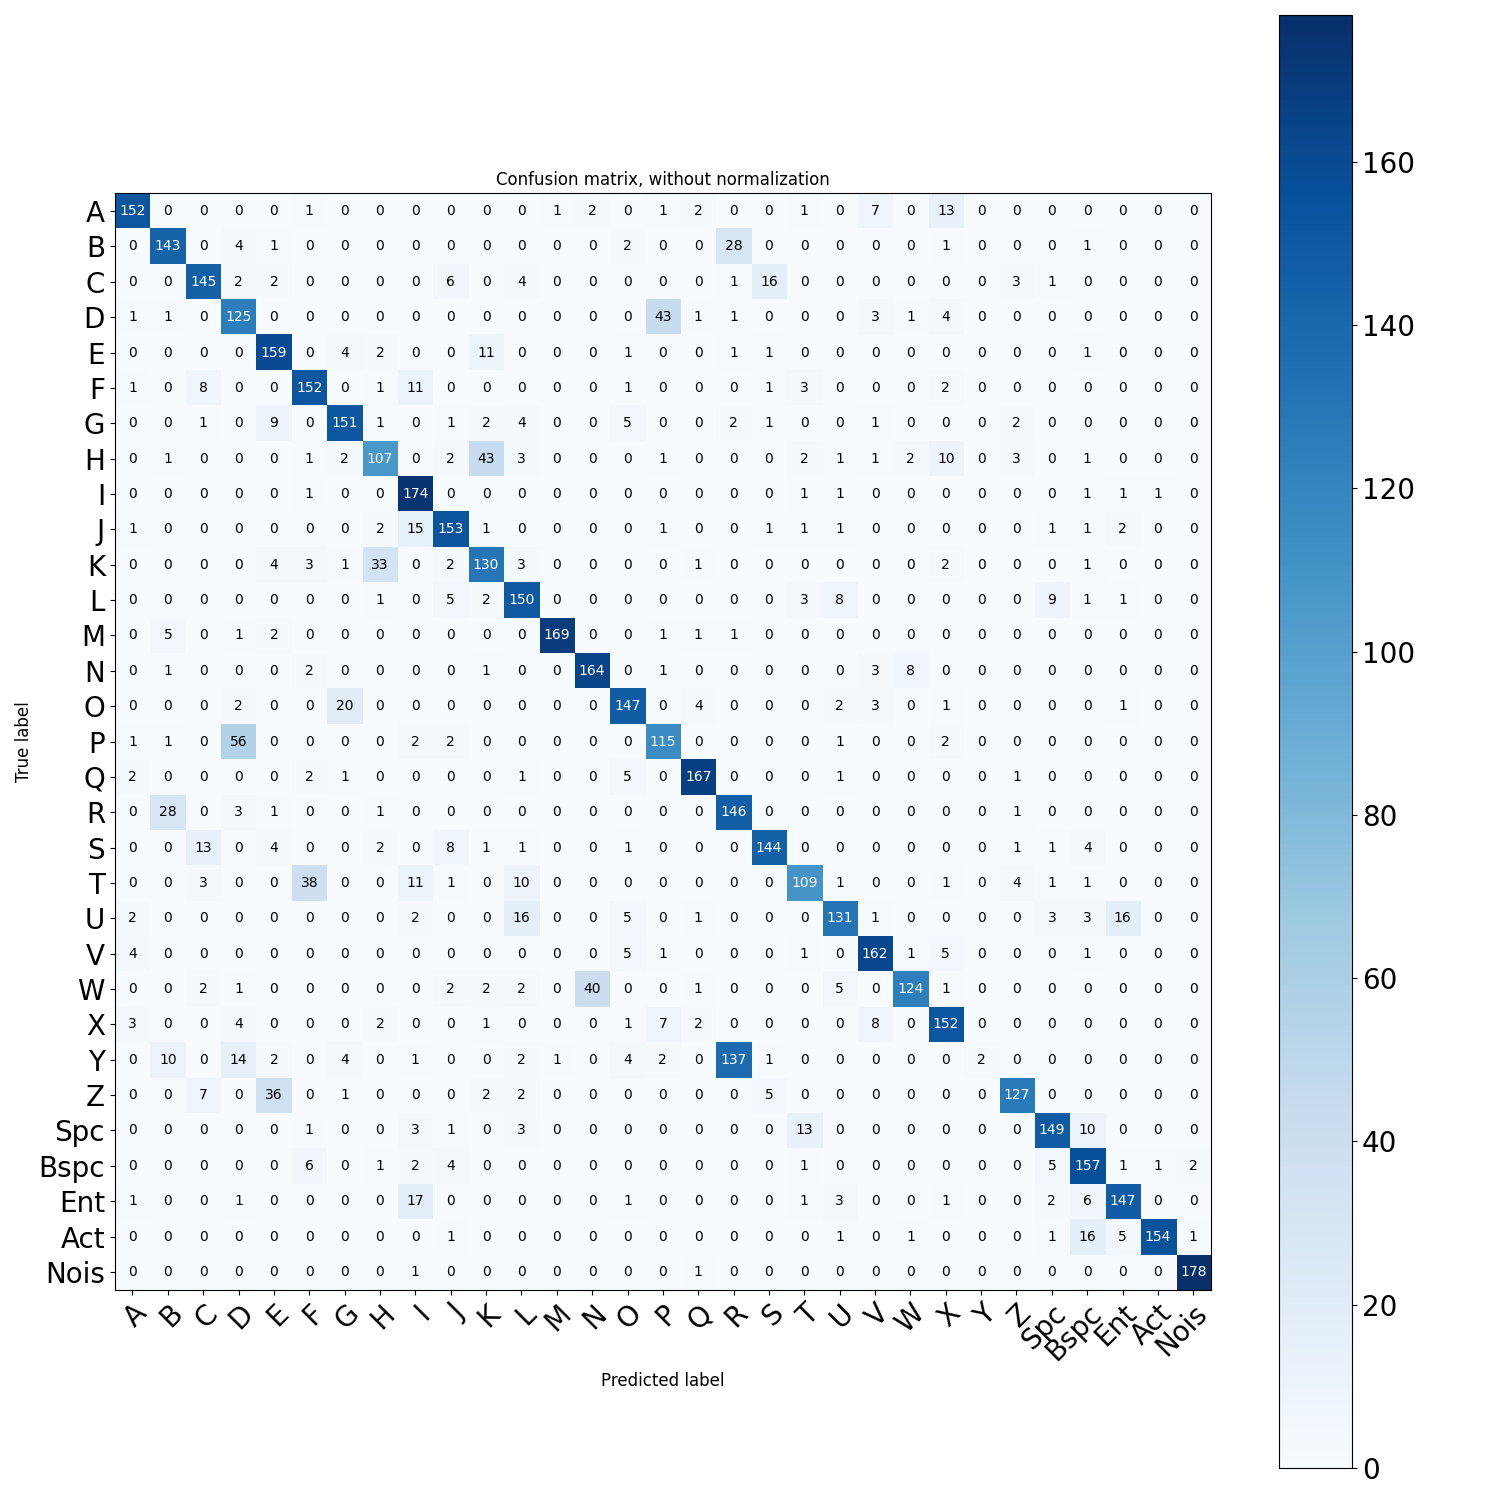 Confusion matrix, without normalization
A 152 0 0 0 0 1 0 0 0 0 0 0 1 2 0 1 2 0 0 1 0 7 0 13 0 0 0 0 0 0 0
B 0 143 0 4 1 0 0 0 0 0 0 0 0 0 2 0 0 28 0 0 0 0 0 1 0 0 0 1 0 0 0
C 0 0 145 2 2 0 0 0 0 6 0 4 0 0 0 0 0 1 16 0 0 0 0 0 0 3 1 0 0 0 0
D 1 1 0 125 0 0 0 0 0 0 0 0 0 0 0 43 1 1 0 0 0 3 1 4 0 0 0 0 0 0 0
E 0 0 0 0 159 0 4 2 0 0 11 0 0 0 1 0 0 1 1 0 0 0 0 0 0 0 0 1 0 0 0
F 1 0 8 0 0 152 0 1 11 0 0 0 0 0 1 0 0 0 1 3 0 0 0 2 0 0 0 0 0 0 0
G 0 0 1 0 9 0 151 1 0 1 2 4 0 0 5 0 0 2 1 0 0 1 0 0 0 2 0 0 0 0 0
H 0 1 0 0 0 1 2 107 0 2 43 3 0 0 0 1 0 0 0 2 1 1 2 10 0 3 0 1 0 0 0
I 0 0 0 0 0 1 0 0 174 0 0 0 0 0 0 0 0 0 0 1 1 0 0 0 0 0 0 1 1 1 0
J 1 0 0 0 0 0 0 2 15 153 1 0 0 0 0 1 0 0 1 1 1 0 0 0 0 0 1 1 2 0 0
K 0 0 0 0 4 3 1 33 0 2 130 3 0 0 0 0 1 0 0 0 0 0 0 2 0 0 0 1 0 0 0
L 0 0 0 0 0 0 0 1 0 5 2 150 0 0 0 0 0 0 0 3 8 0 0 0 0 0 9 1 1 0 0
M 0 5 0 1 2 0 0 0 0 0 0 0 169 0 0 1 1 1 0 0 0 0 0 0 0 0 0 0 0 0 0
N 0 1 0 0 0 2 0 0 0 0 1 0 0 164 0 1 0 0 0 0 0 3 8 0 0 0 0 0 0 0 0
O 0 0 0 2 0 0 20 0 0 0 0 0 0 0 147 0 4 0 0 0 2 3 0 1 0 0 0 0 1 0 0
P 1 1 0 56 0 0 0 0 2 2 0 0 0 0 0 115 0 0 0 0 1 0 0 2 0 0 0 0 0 0 0
Q 2 0 0 0 0 2 1 0 0 0 0 1 0 0 5 0 167 0 0 0 1 0 0 0 0 1 0 0 0 0 0
R 0 28 0 3 1 0 0 1 0 0 0 0 0 0 0 0 0 146 0 0 0 0 0 0 0 1 0 0 0 0 0
S 0 0 13 0 4 0 0 2 0 8 1 1 0 0 1 0 0 0 144 0 0 0 0 0 0 1 1 4 0 0 0
T 0 0 3 0 0 38 0 0 11 1 0 10 0 0 0 0 0 0 0 109 1 0 0 1 0 4 1 1 0 0 0
U 2 0 0 0 0 0 0 0 2 0 0 16 0 0 5 0 1 0 0 0 131 1 0 0 0 0 3 3 16 0 0
V 4 0 0 0 0 0 0 0 0 0 0 0 0 0 5 1 0 0 0 1 0 162 1 5 0 0 0 1 0 0 0
W 0 0 2 1 0 0 0 0 0 2 2 2 0 40 0 0 1 0 0 0 5 0 124 1 0 0 0 0 0 0 0
X 3 0 0 4 0 0 0 2 0 0 1 0 0 0 1 7 2 0 0 0 0 8 0 152 0 0 0 0 0 0 0
Y 0 10 0 14 2 0 4 0 1 0 0 2 1 0 4 2 0 137 1 0 0 0 0 0 2 0 0 0 0 0 0
Z 0 0 7 0 36 0 1 0 0 0 2 2 0 0 0 0 0 0 5 0 0 0 0 0 0 127 0 0 0 0 0
Spc 0 0 0 0 0 1 0 0 3 1 0 3 0 0 0 0 0 0 0 13 0 0 0 0 0 0 149 10 0 0 0
Bspc 0 0 0 0 0 6 0 1 2 4 0 0 0 0 0 0 0 0 0 1 0 0 0 0 0 0 5 157 1 1 2
Ent 1 0 0 1 0 0 0 0 17 0 0 0 0 0 1 0 0 0 0 1 3 0 0 1 0 0 2 6 147 0 0
Act 0 0 0 0 0 0 0 0 0 1 0 0 0 0 0 0 0 0 0 0 1 0 1 0 0 0 1 16 5 154 1
Nois 0 0 0 0 0 0 0 0 1 0 0 0 0 0 0 0 1 0 0 0 0 0 0 0 0 0 0 0 0 0 178
A B C D E F G H I J K L M N O P Q R S T U V W X Y Z Spc Bspc Ent Act Nois
True label
Predicted label
160
140
120
100
80
60
40
20
0